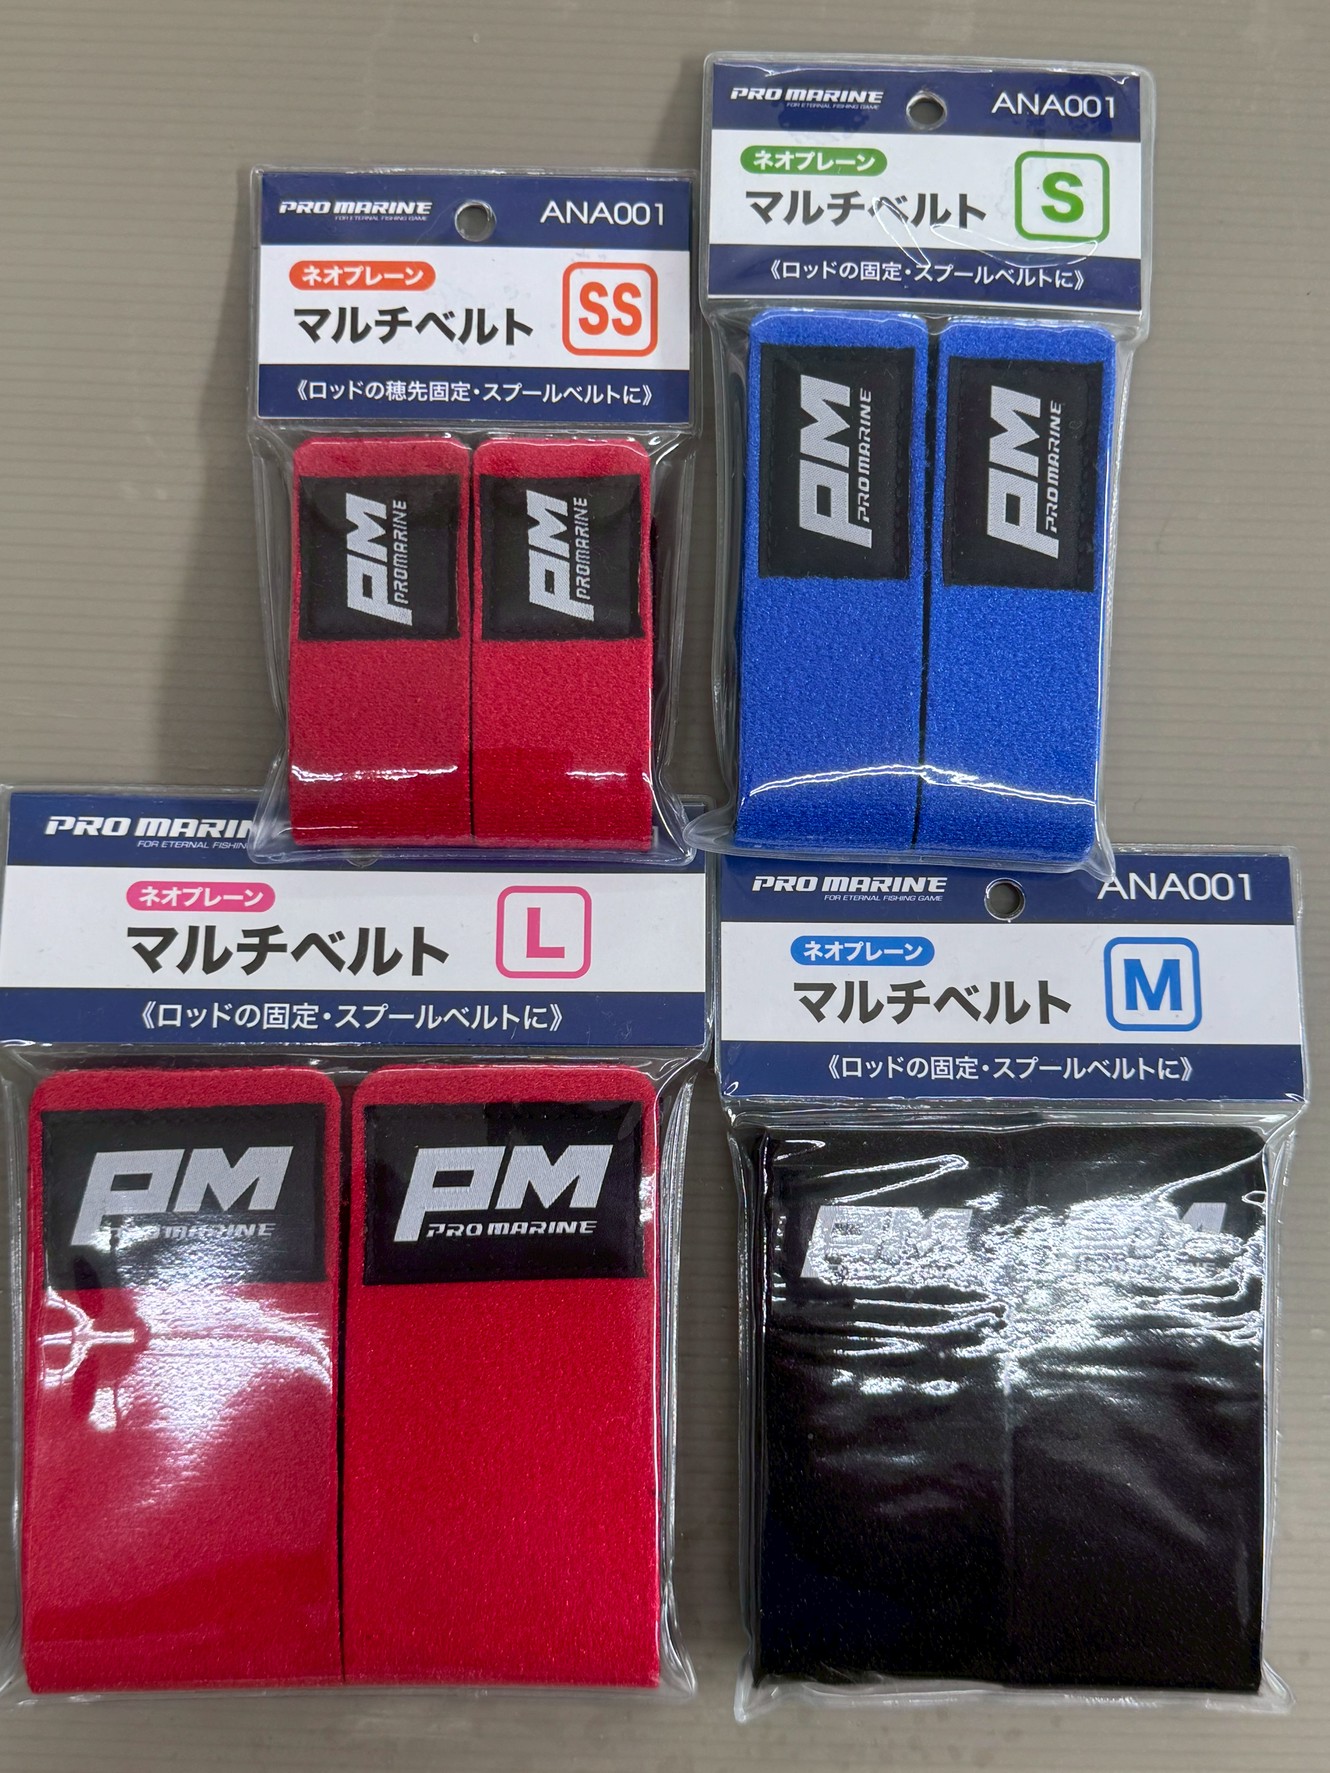 PRO MARINE
FOR ETERNAL FISHING GAME
ANA001
ネオプレーン
マルチベルト
S
《ロッドの固定・スプールベルトに》
PM
PROMARINE
PM
PROMARINE
PRO MARINE
FOR ETERNAL FISHING GAME
ANA001
ネオプレーン
マルチベルト
SS
《ロッドの穂先固定・スプールベルトに》
PM
PROMARINE
PM
PROMARINE
PRO MARIN
FOR ETERNAL FISHIN
ネオプレーン
マルチベルト
L
《ロッドの固定・スプールベルトに》
PM
PRO MARINE
PM
PRO MARINE
PRO MARINE
FOR ETERNAL FISHING GAME
ANA001
ネオプレーン
マルチベルト
M
《ロッドの固定・スプールベルトに》
PM